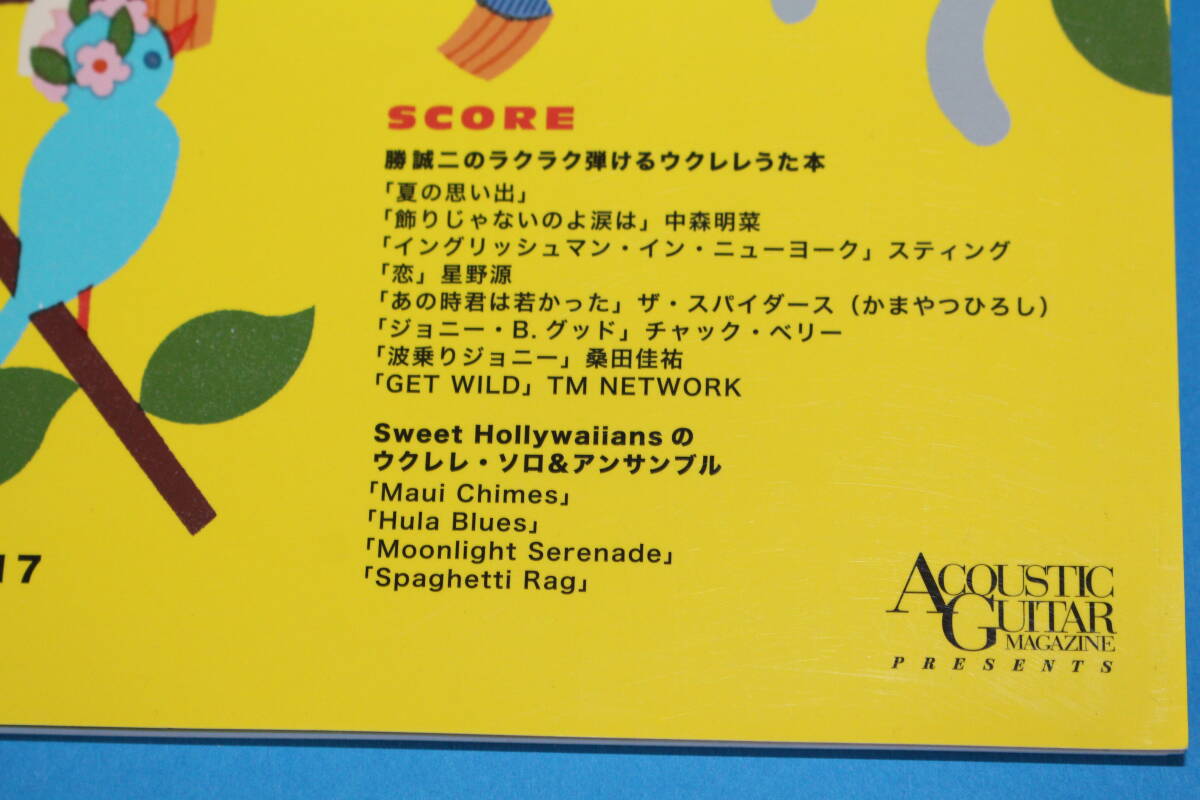 SCORE
勝誠二のラクラク弾けるウクレレうた本
「夏の思い出」
「飾りじゃないのよ涙は」中森明菜
「イングリッシュマン・イン・ニューヨーク」スティング
「恋」星野源
「あの時君は若かった」ザ・スパイダース（かまやつひろし）
「ジョニー・B.グッド」チャック・ベリー
「波乗りジョニー」桑田佳祐
「GET WILD」TM NETWORK
Sweet Hollywaiiansの
ウクレレ・ソロ&アンサンブル
「Maui Chimes」
「Hula Blues」
「Moonlight Serenade」
「Spaghetti Rag」
17
ACOUSTIC
GUITAR
MAGAZINE
PRESENTS